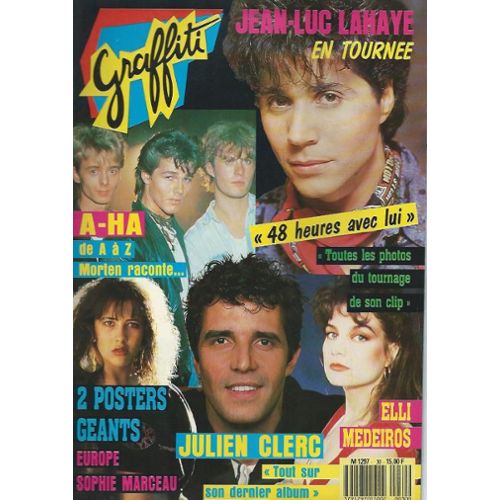 Graffiti
JEAN-LUC LAHAYE
EN TOURNEE
« 48 heures avec lui »
« Toutes les photos
du tournage
de son clip »
A-HA
de A à Z
Morten raconte...
2 POSTERS
GEANTS
EUROPE
SOPHIE MARCEAU
JULIEN CLERC
« Tout sur
son dernier album »
ELLI
MEDEIROS
M 1297 - 30 - 15,00 F